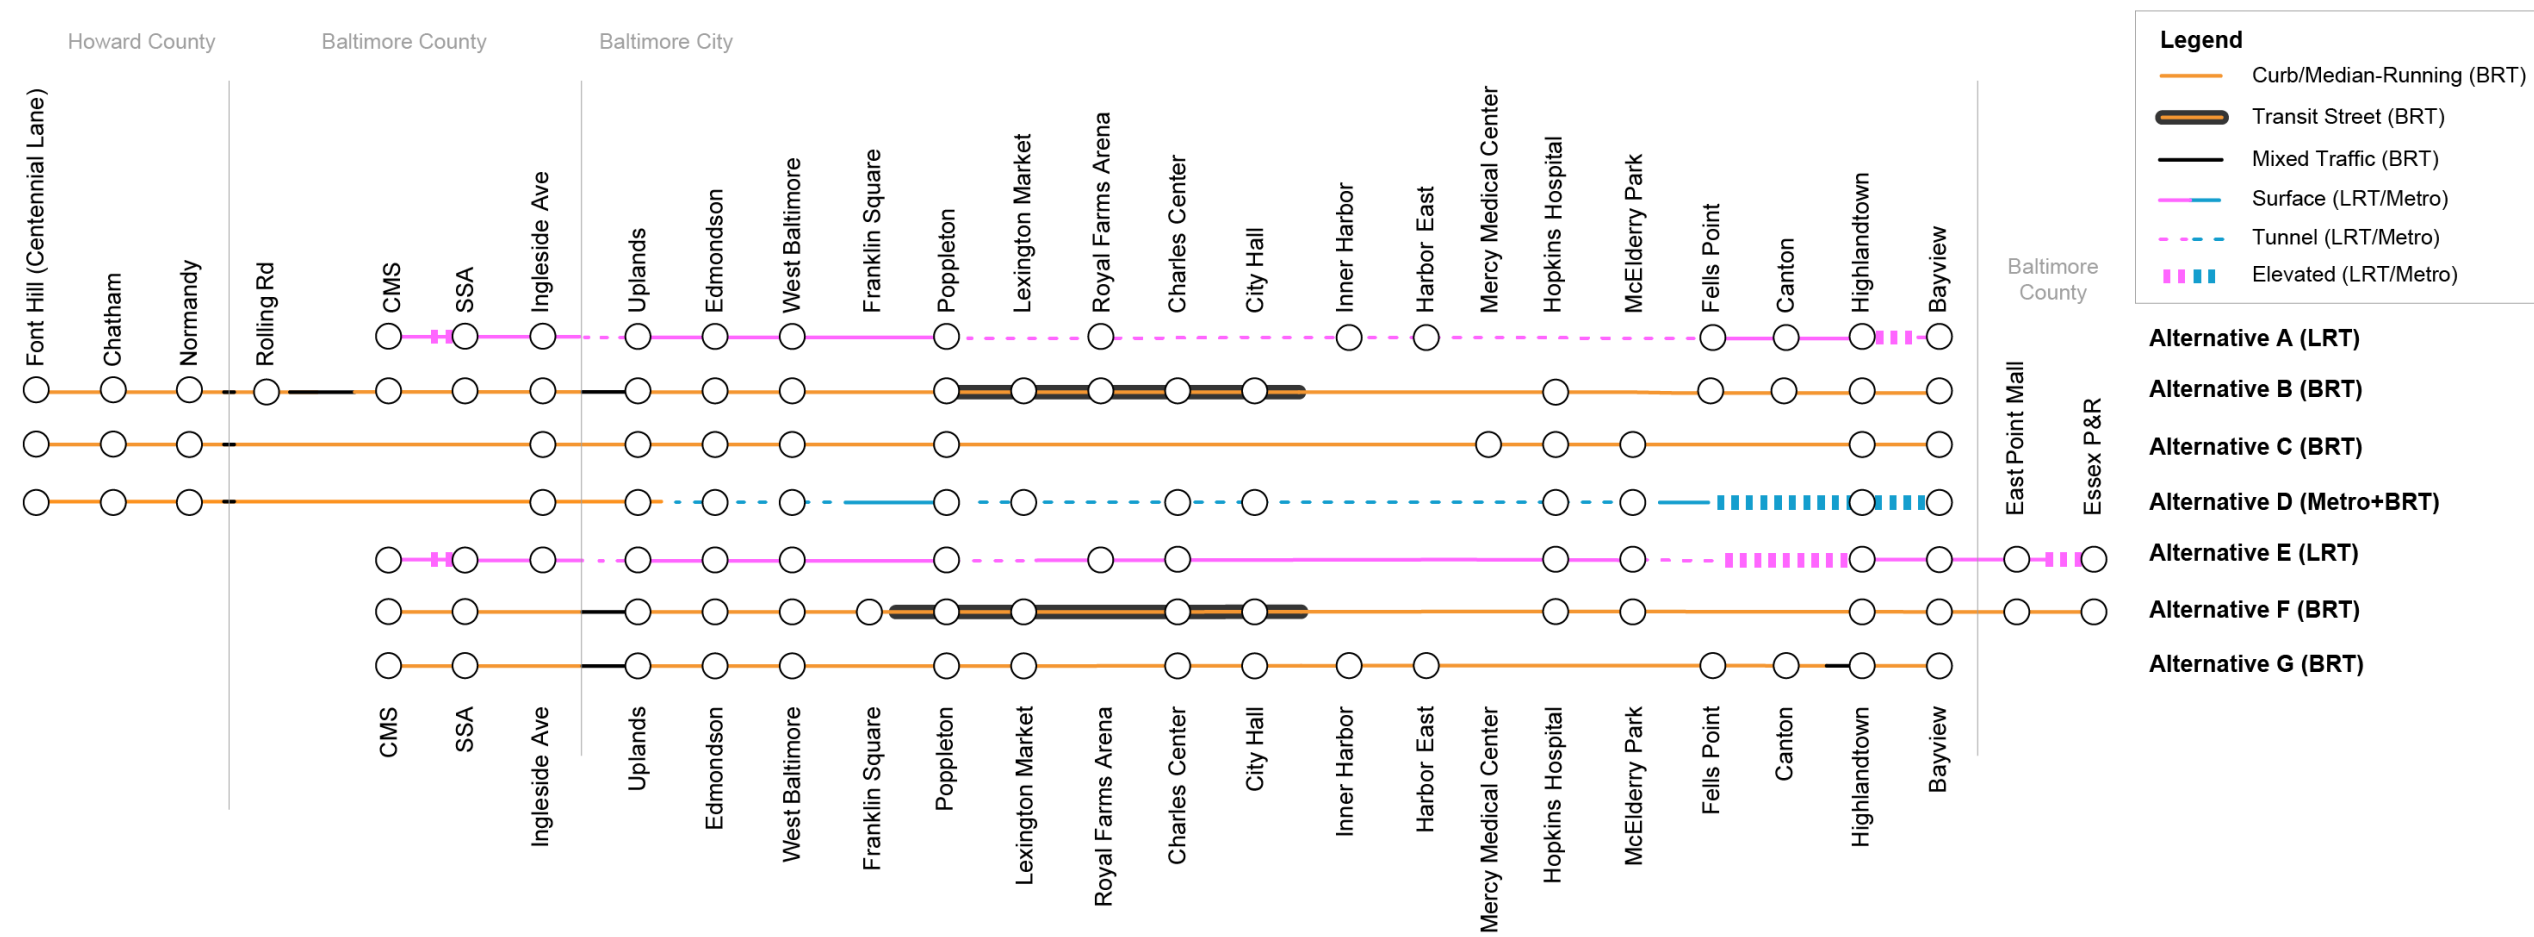 Howard County
Baltimore County
Baltimore City
Font Hill (Centennial Lane)
Chatham
Normandy
Rolling Rd
CMS
SSA
Ingleside Ave
Uplands
Edmondson
West Baltimore
Franklin Square
Poppleton
Lexington Market
Royal Farms Arena
Charles Center
City Hall
Inner Harbor
Harbor East
Mercy Medical Center
Hopkins Hospital
McElderry Park
Fells Point
Canton
Highlandtown
Bayview
Baltimore
County
East Point Mall
Essex P&R
Legend
Curb/Median-Running (BRT)
Transit Street (BRT)
Mixed Traffic (BRT)
Surface (LRT/Metro)
Tunnel (LRT/Metro)
Elevated (LRT/Metro)
Alternative A (LRT)
Alternative B (BRT)
Alternative C (BRT)
Alternative D (Metro+BRT)
Alternative E (LRT)
Alternative F (BRT)
Alternative G (BRT)
CMS
SSA
Ingleside Ave
Uplands
Edmondson
West Baltimore
Franklin Square
Poppleton
Lexington Market
Royal Farms Arena
Charles Center
City Hall
Inner Harbor
Harbor East
Mercy Medical Center
Hopkins Hospital
McElderry Park
Fells Point
Canton
Highlandtown
Bayview